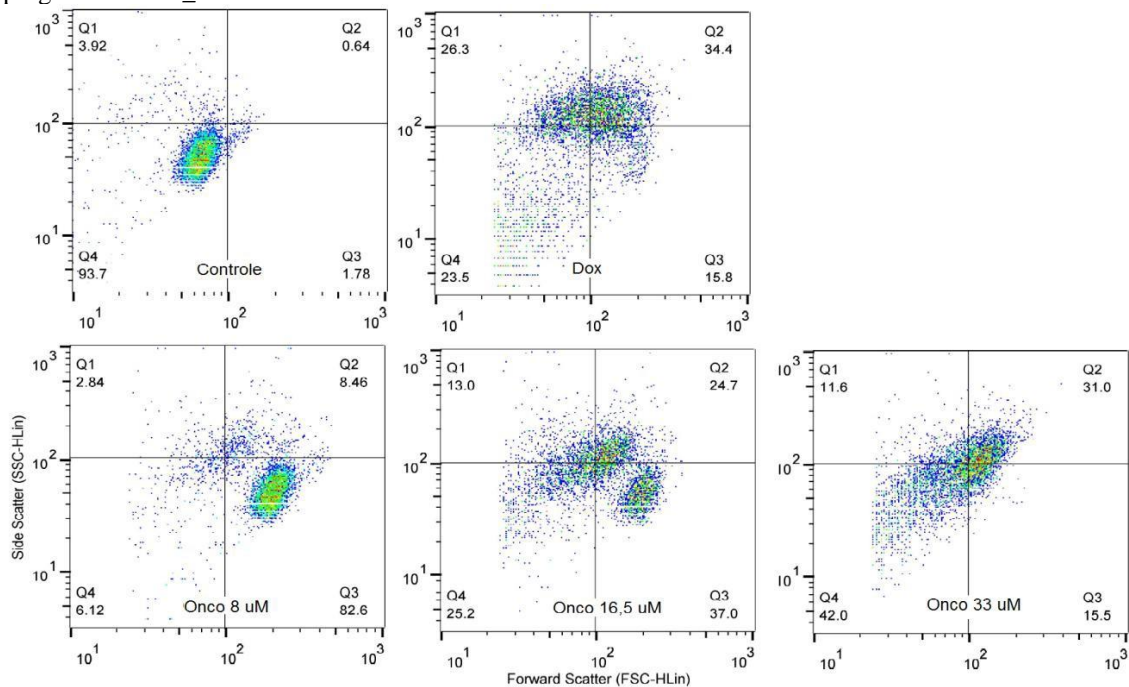 Q1
3.92
Q2
0.64
Q4
93.7
Q3
1.78
Controle
10³
10²
10¹
10¹
10²
10³
Q1
26.3
Q2
34.4
Q4
23.5
Q3
15.8
Dox
10³
10²
10¹
10¹
10²
10³
Side Scatter (SSC-HLin)
Q1
2.84
Q2
8.46
Q4
6.12
Q3
82.6
Onco 8 uM
10³
10²
10¹
10¹
10²
10³
Q1
13.0
Q2
24.7
Q4
25.2
Q3
37.0
Onco 16,5 uM
10³
10²
10¹
10¹
10²
10³
Q1
11.6
Q2
31.0
Q4
42.0
Q3
15.5
Onco 33 uM
10³
10²
10¹
10¹
10²
10³
Forward Scatter (FSC-HLin)